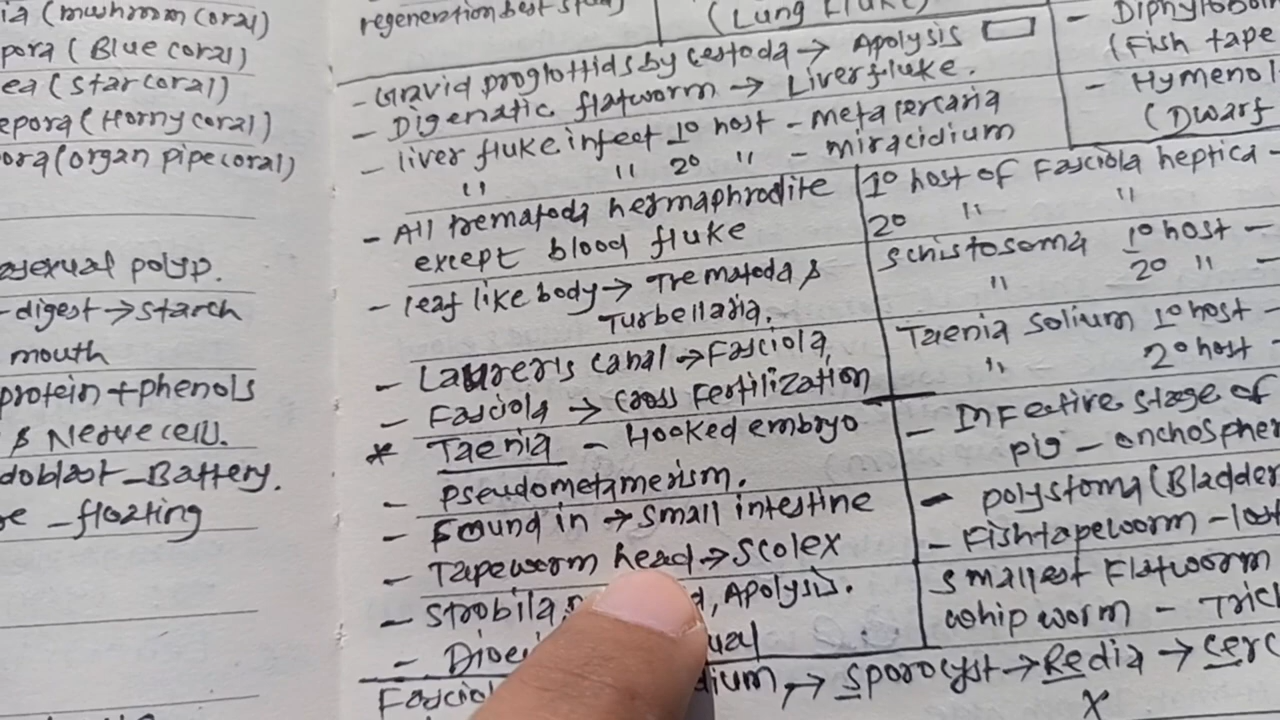 ia (mushroom coral)
pora (Blue coral)
ea (star coral)
epora (Horny coral)
ora (organ pipe coral)
asexual polyp.
- digest → starch
mouth
protein + phenols
& Nerve cell.
doblast - Battery.
re - floating
regeneration best study
(Lung fluke)
- Gravid proglottids by cestoda → Apolysis
- Digenatic flatworm → Liverfluke.
- liver fluke infect 1° host - metacercaria
" " 2° " - miracidium
- All trematoda hermaphrodite
except blood fluke
- leaf like body → Trematoda &
Turbellaria.
- Laurer's canal → Fasciola
- Fasciola → cross fertilization
* Taenia - Hooked embryo
- pseudometamerism.
- Found in → small intestine
- Tapeworm head → scolex
- strobila, Apolysis.
- Dioe ual
Fasciol dium → Sporocyst → Redia → cerc
x
- Diphyllobo
(Fish tape
- Hymenol
(Dwarf
1° host of Fasciola heptica -
2° " "
schistosoma 1° host -
" 2° " -
Taenia solium 1° host -
" 2° host -
- Infective stage of
pig - onchospher
- polystoma (Bladder
- Fishtapeworm -
smallest Flatworm
whip worm - Tric